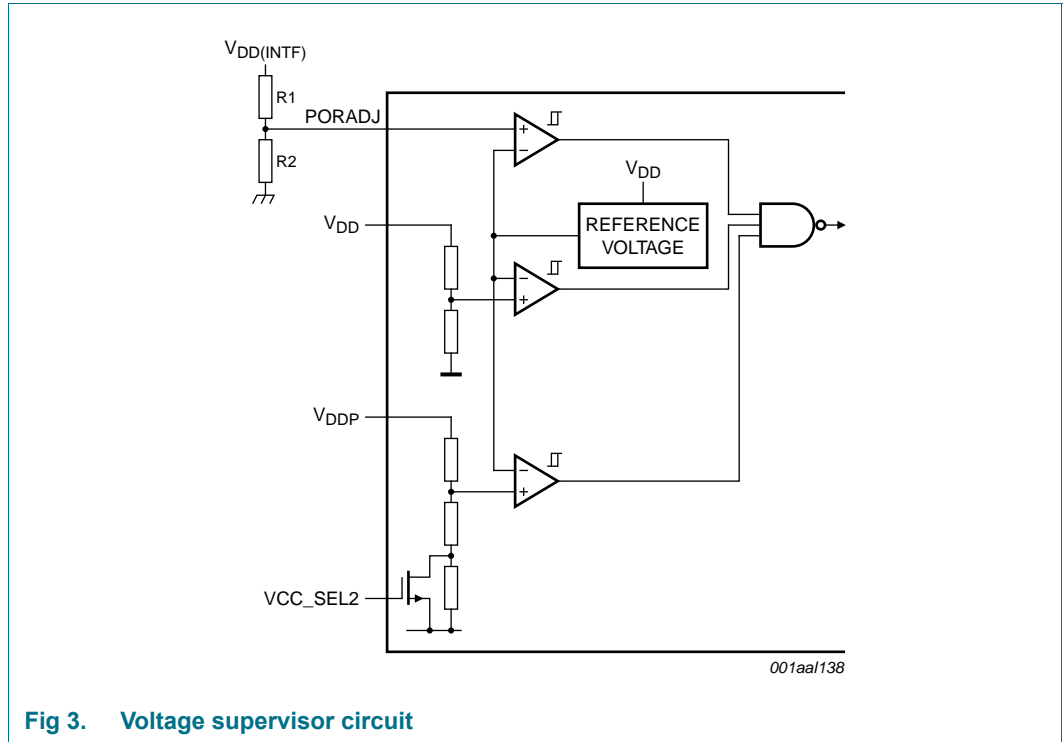 VDD(INTF)
R1
PORADJ
R2
VDD
REFERENCE
VOLTAGE
VDD
VDDP
VCC_SEL2
001aal138
Fig 3. Voltage supervisor circuit